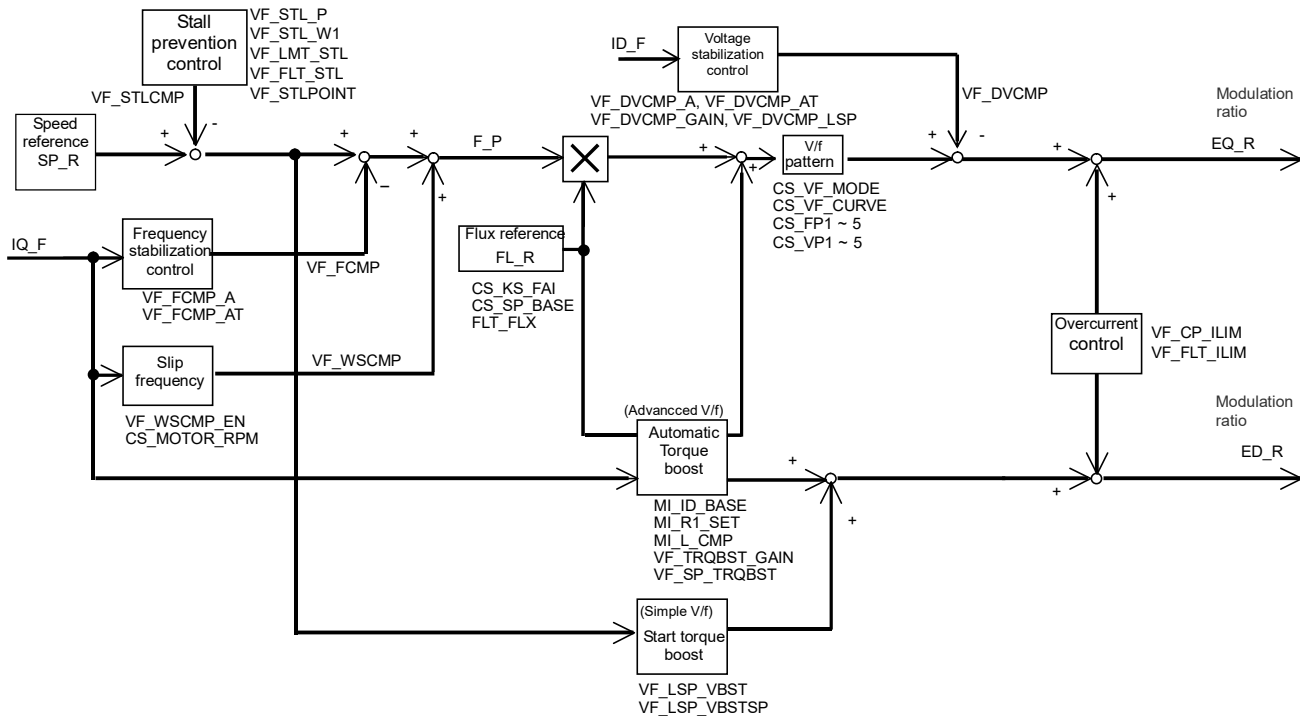 Stall
prevention
control
VF_STL_P
VF_STL_W1
VF_LMT_STL
VF_FLT_STL
VF_STLPOINT
VF_STLCMP
-
Speed
reference
SP_R
+
ID_F
Voltage
stabilization
control
VF_DVCMP_A, VF_DVCMP_AT
VF_DVCMP_GAIN, VF_DVCMP_LSP
VF_DVCMP
-
+
+
–
+
+
F_P
+
+
V/f
pattern
CS_VF_MODE
CS_VF_CURVE
CS_FP1 ~ 5
CS_VP1 ~ 5
+
+
+
Modulation
ratio
EQ_R
IQ_F
Frequency
stabilization
control
VF_FCMP
VF_FCMP_A
VF_FCMP_AT
Flux reference
FL_R
CS_KS_FAI
CS_SP_BASE
FLT_FLX
Slip
frequency
VF_WSCMP
VF_WSCMP_EN
CS_MOTOR_RPM
Overcurrent
control
VF_CP_ILIM
VF_FLT_ILIM
(Advancced V/f)
Automatic
Torque
boost
MI_ID_BASE
MI_R1_SET
MI_L_CMP
VF_TRQBST_GAIN
VF_SP_TRQBST
+
+
+
Modulation
ratio
ED_R
(Simple V/f)
Start torque
boost
VF_LSP_VBST
VF_LSP_VBSTSP